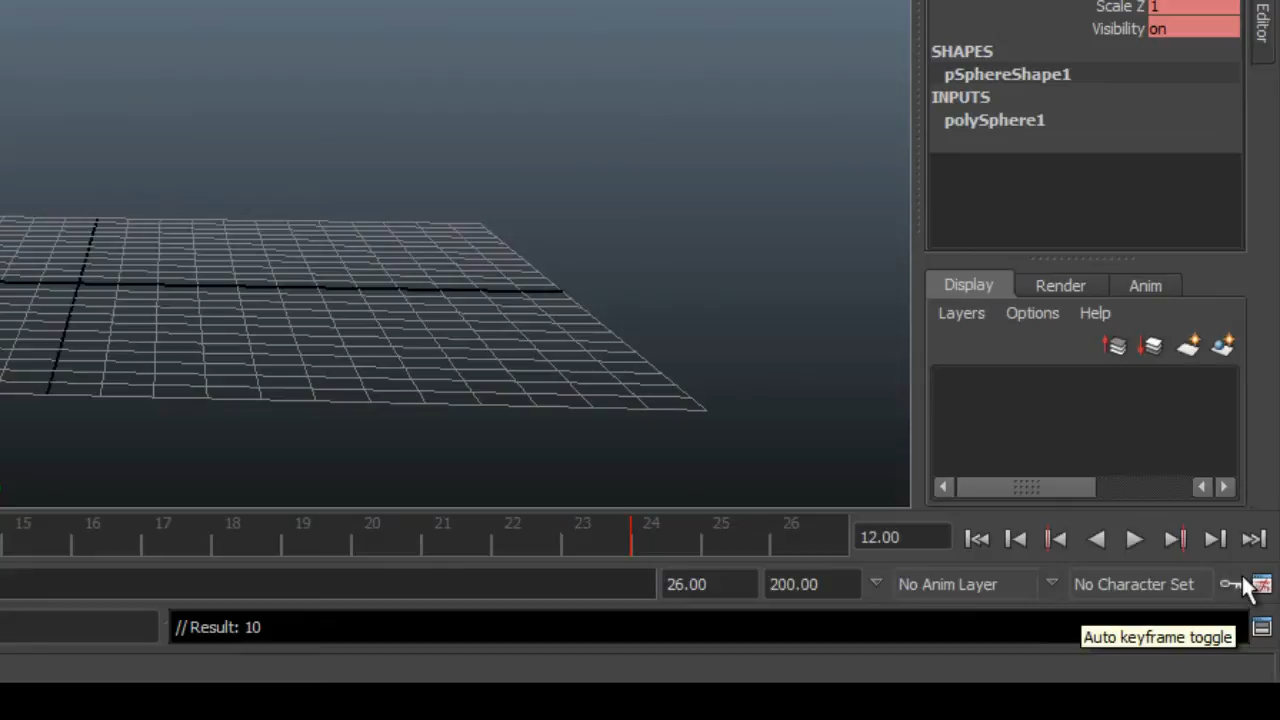 Scale Z 1
Editor
Visibility on
SHAPES
pSphereShape1
INPUTS
polySphere1
Display Render Anim
Layers Options Help
15 16 17 18 19 20 21 22 23 24 25 26
12.00
26.00 200.00 No Anim Layer No Character Set
// Result: 10
Auto keyframe toggle